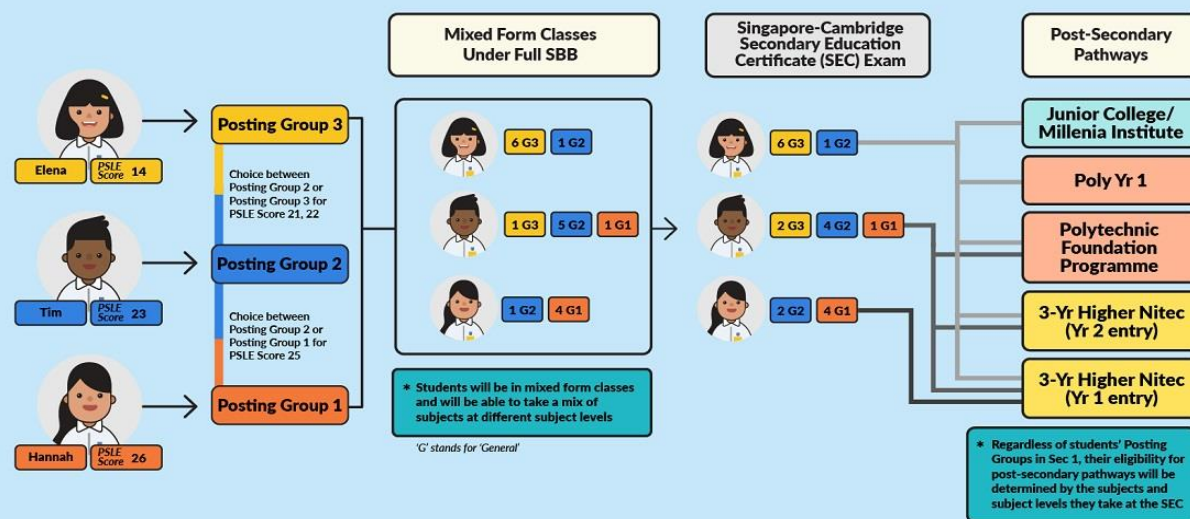 Mixed Form Classes
Under Full SBB
Singapore-Cambridge
Secondary Education
Certificate (SEC) Exam
Post-Secondary
Pathways
Elena
PSLE
Score 14
Posting Group 3
Choice between
Posting Group 2 or
Posting Group 3 for
PSLE Score 21, 22
Tim
PSLE
Score 23
Posting Group 2
Choice between
Posting Group 2 or
Posting Group 1 for
PSLE Score 25
Hannah
PSLE
Score 26
Posting Group 1
6 G3 1 G2
1 G3 5 G2 1 G1
1 G2 4 G1
* Students will be in mixed form classes
and will be able to take a mix of
subjects at different subject levels
'G' stands for 'General'
6 G3 1 G2
2 G3 4 G2 1 G1
2 G2 4 G1
Junior College/
Millenia Institute
Poly Yr 1
Polytechnic
Foundation
Programme
3-Yr Higher Nitec
(Yr 2 entry)
3-Yr Higher Nitec
(Yr 1 entry)
* Regardless of students' Posting
Groups in Sec 1, their eligibility for
post-secondary pathways will be
determined by the subjects and
subject levels they take at the SEC